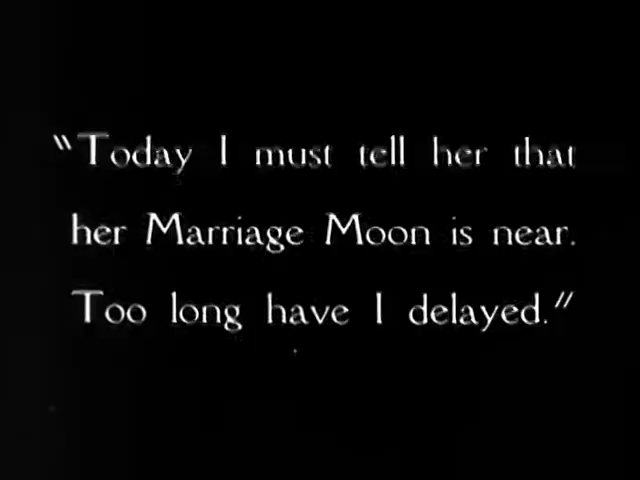 "Today I must tell her that
her Marriage Moon is near.
Too long have I delayed."